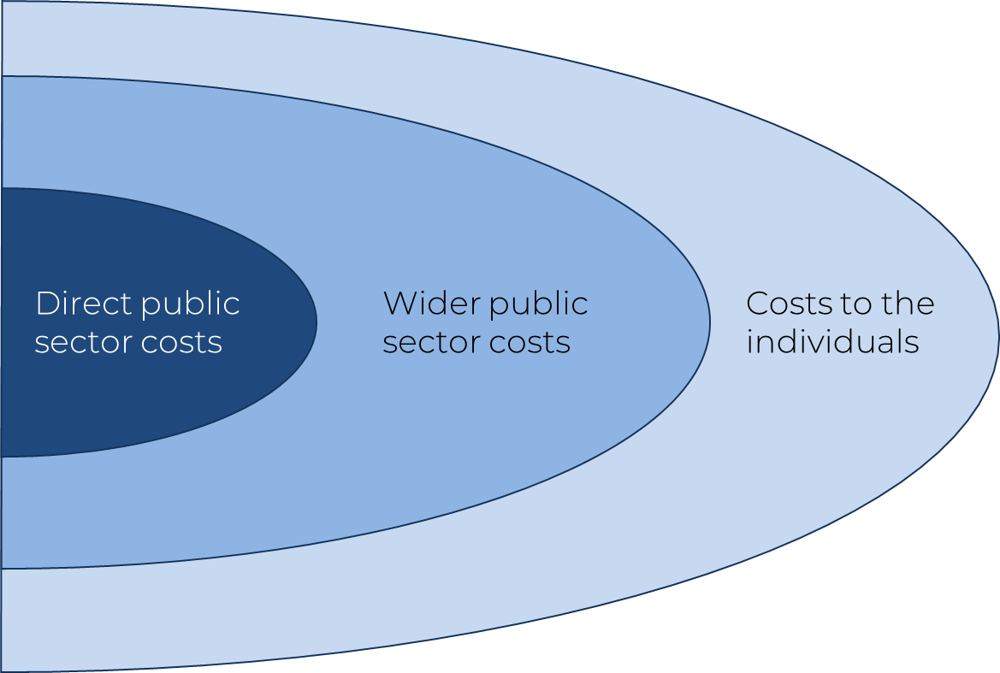 Direct public
sector costs
Wider public
sector costs
Costs to the
individuals